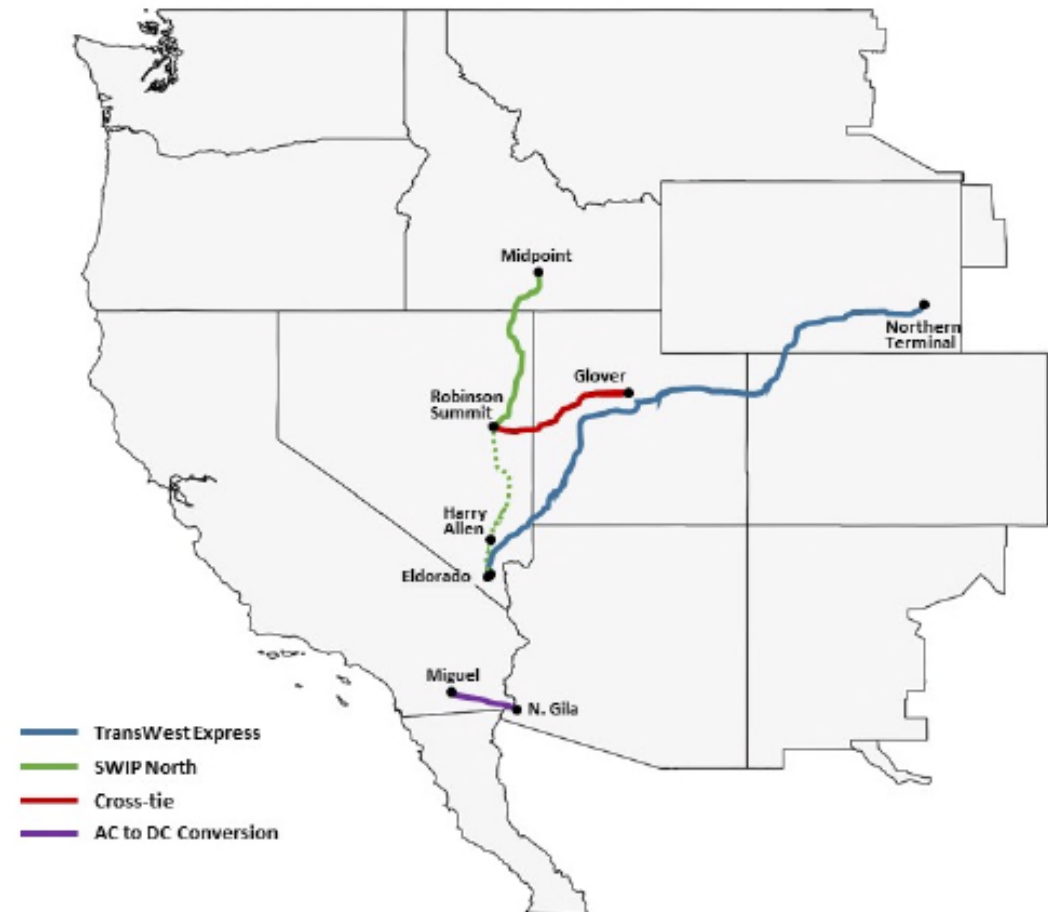 Midpoint
Northern
Terminal
Glover
Robinson
Summit
Harry
Allen
Eldorado
Miguel
N. Gila
TransWest Express
SWIP North
Cross-tie
AC to DC Conversion